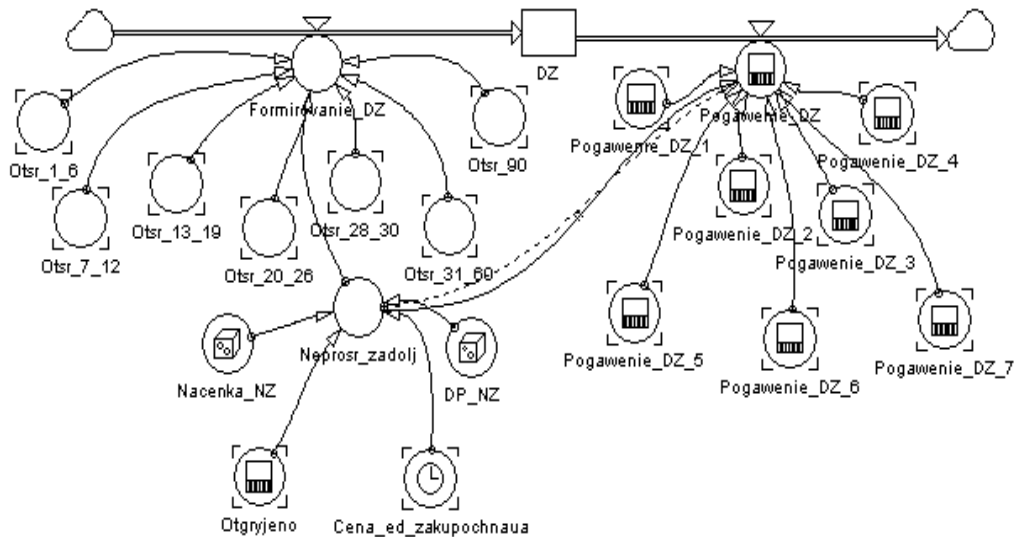 DZ
Formirovanie_DZ
Pogawenie_DZ
Pogawenie_DZ_1
Pogawenie_DZ_4
Otsr_1_6
Otsr_90
Otsr_13_19
Otsr_28_30
Pogawenie_DZ_2
Otsr_7_12
Otsr_20_26
Otsr_31_60
Pogawenie_DZ_3
Neprosr_zadolj
Pogawenie_DZ_5
Pogawenie_DZ_6
Pogawenie_DZ_7
Nacenka_NZ
DP_NZ
Otgryjeno
Cena_ed_zakupochnaua